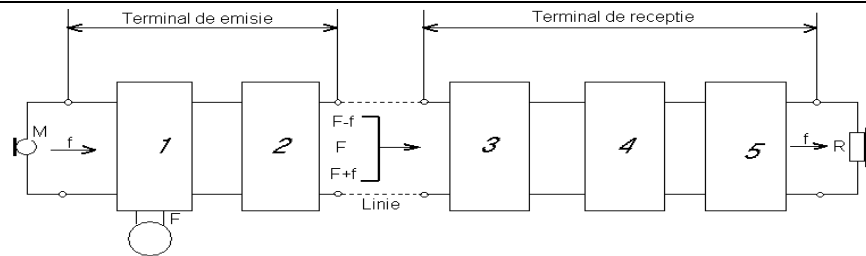 Terminal de emisie
Terminal de receptie
M
f
1
2
F-f
F
F+f
3
4
5
f
R
F
Linie